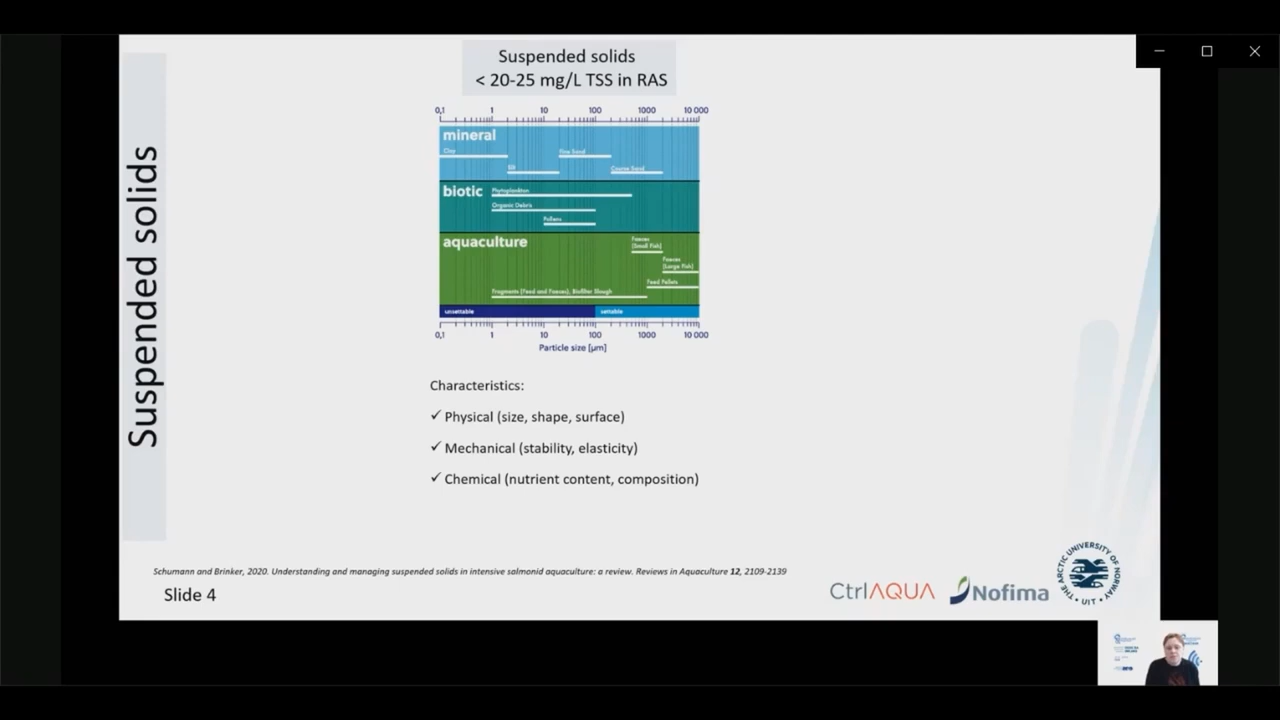 Suspended solids
Suspended solids
< 20-25 mg/L TSS in RAS
0,1 1 10 100 1000 10 000
mineral
Clay
Fine Sand
Silt
Course Sand
biotic
Phytoplankton
Organic Debris
Pollens
aquaculture
Faeces
(Small Fish)
Faeces
(Large Fish)
Feed Pellets
Fragments (Feed and Faeces), Biofilter Slough
unsettable settable
0,1 1 10 100 1000 10 000
Particle size [µm]
Characteristics:
✓ Physical (size, shape, surface)
✓ Mechanical (stability, elasticity)
✓ Chemical (nutrient content, composition)
Schumann and Brinker, 2020. Understanding and managing suspended solids in intensive salmonid aquaculture: a review. Reviews in Aquaculture 12, 2109-2139
Slide 4
CtrlAQUA
Nofima
THE ARCTIC UNIVERSITY OF NORWAY
• UIT •